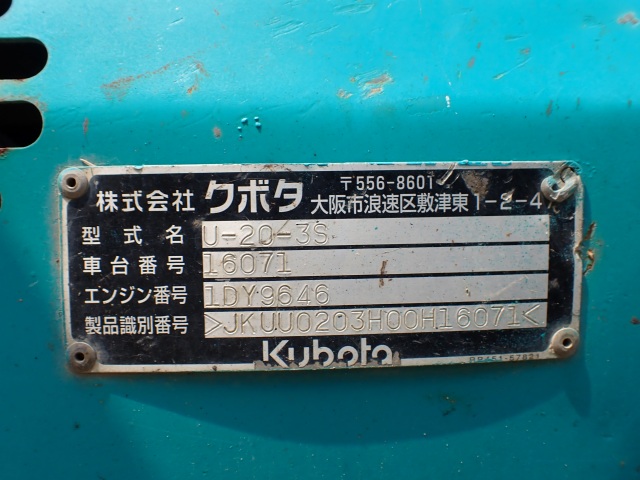 株式会社 クボタ 〒556-8601
大阪市浪速区敷津東1-2-4
型式名 U-20-3S
車台番号 16071
エンジン番号 1DY9646
製品識別番号 >JKUU0203H00H16071<
Kubota